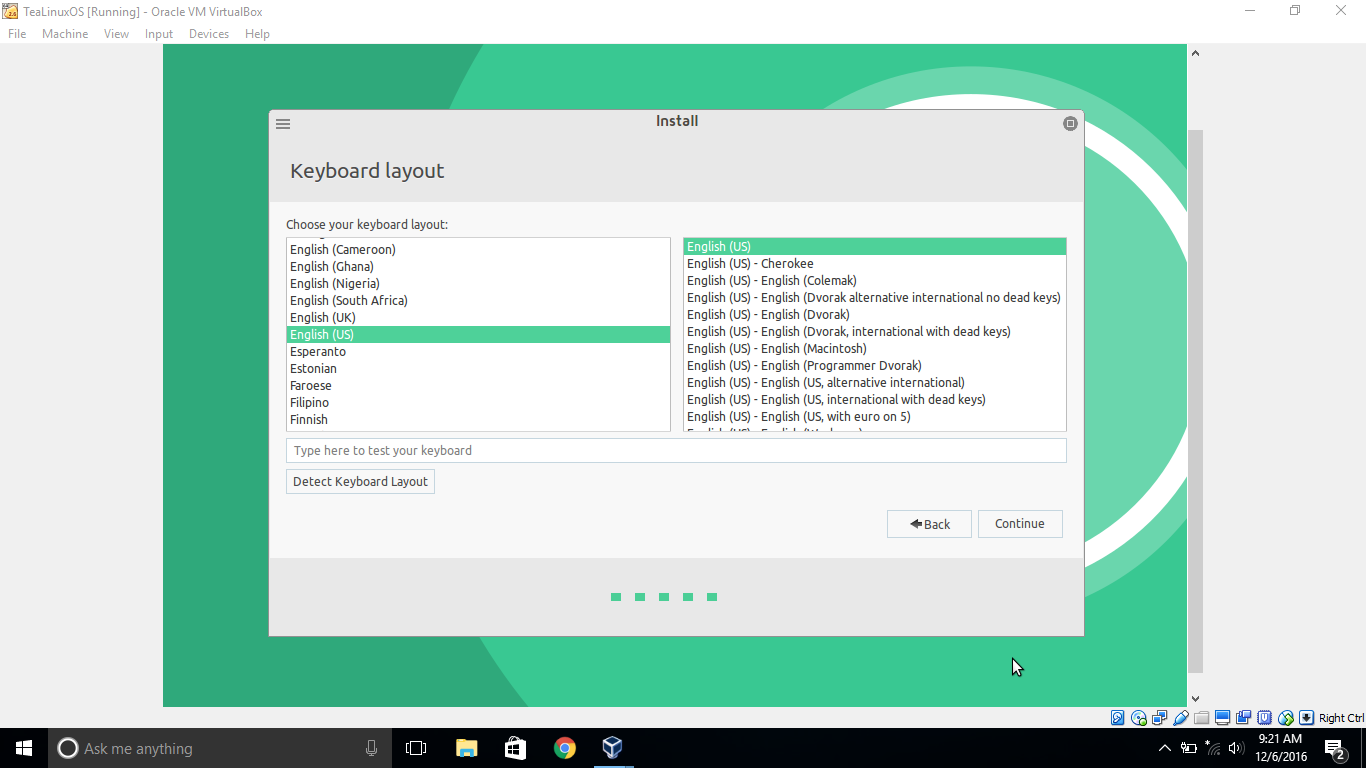 TeaLinuxOS [Running] - Oracle VM VirtualBox
File Machine View Input Devices Help
Install
Keyboard layout
Choose your keyboard layout:
English (Cameroon)
English (Ghana)
English (Nigeria)
English (South Africa)
English (UK)
English (US)
Esperanto
Estonian
Faroese
Filipino
Finnish
English (US)
English (US) - Cherokee
English (US) - English (Colemak)
English (US) - English (Dvorak alternative international no dead keys)
English (US) - English (Dvorak)
English (US) - English (Dvorak, international with dead keys)
English (US) - English (Macintosh)
English (US) - English (Programmer Dvorak)
English (US) - English (US, alternative international)
English (US) - English (US, international with dead keys)
English (US) - English (US, with euro on 5)
Type here to test your keyboard
Detect Keyboard Layout
Back Continue
Right Ctrl
Ask me anything
9:21 AM
12/6/2016
2